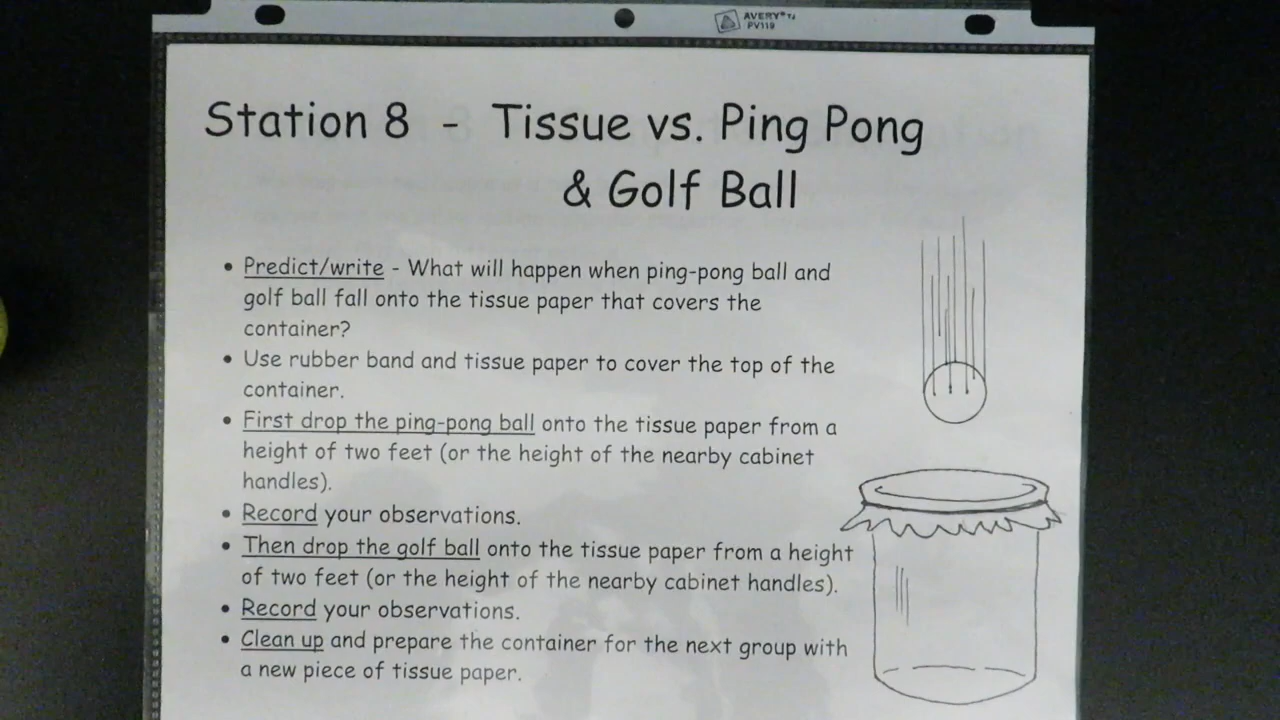 AVERY®TJ
PV119
Station 8 - Tissue vs. Ping Pong
& Golf Ball
• Predict/write - What will happen when ping-pong ball and
golf ball fall onto the tissue paper that covers the
container?
• Use rubber band and tissue paper to cover the top of the
container.
• First drop the ping-pong ball onto the tissue paper from a
height of two feet (or the height of the nearby cabinet
handles).
• Record your observations.
• Then drop the golf ball onto the tissue paper from a height
of two feet (or the height of the nearby cabinet handles).
• Record your observations.
• Clean up and prepare the container for the next group with
a new piece of tissue paper.